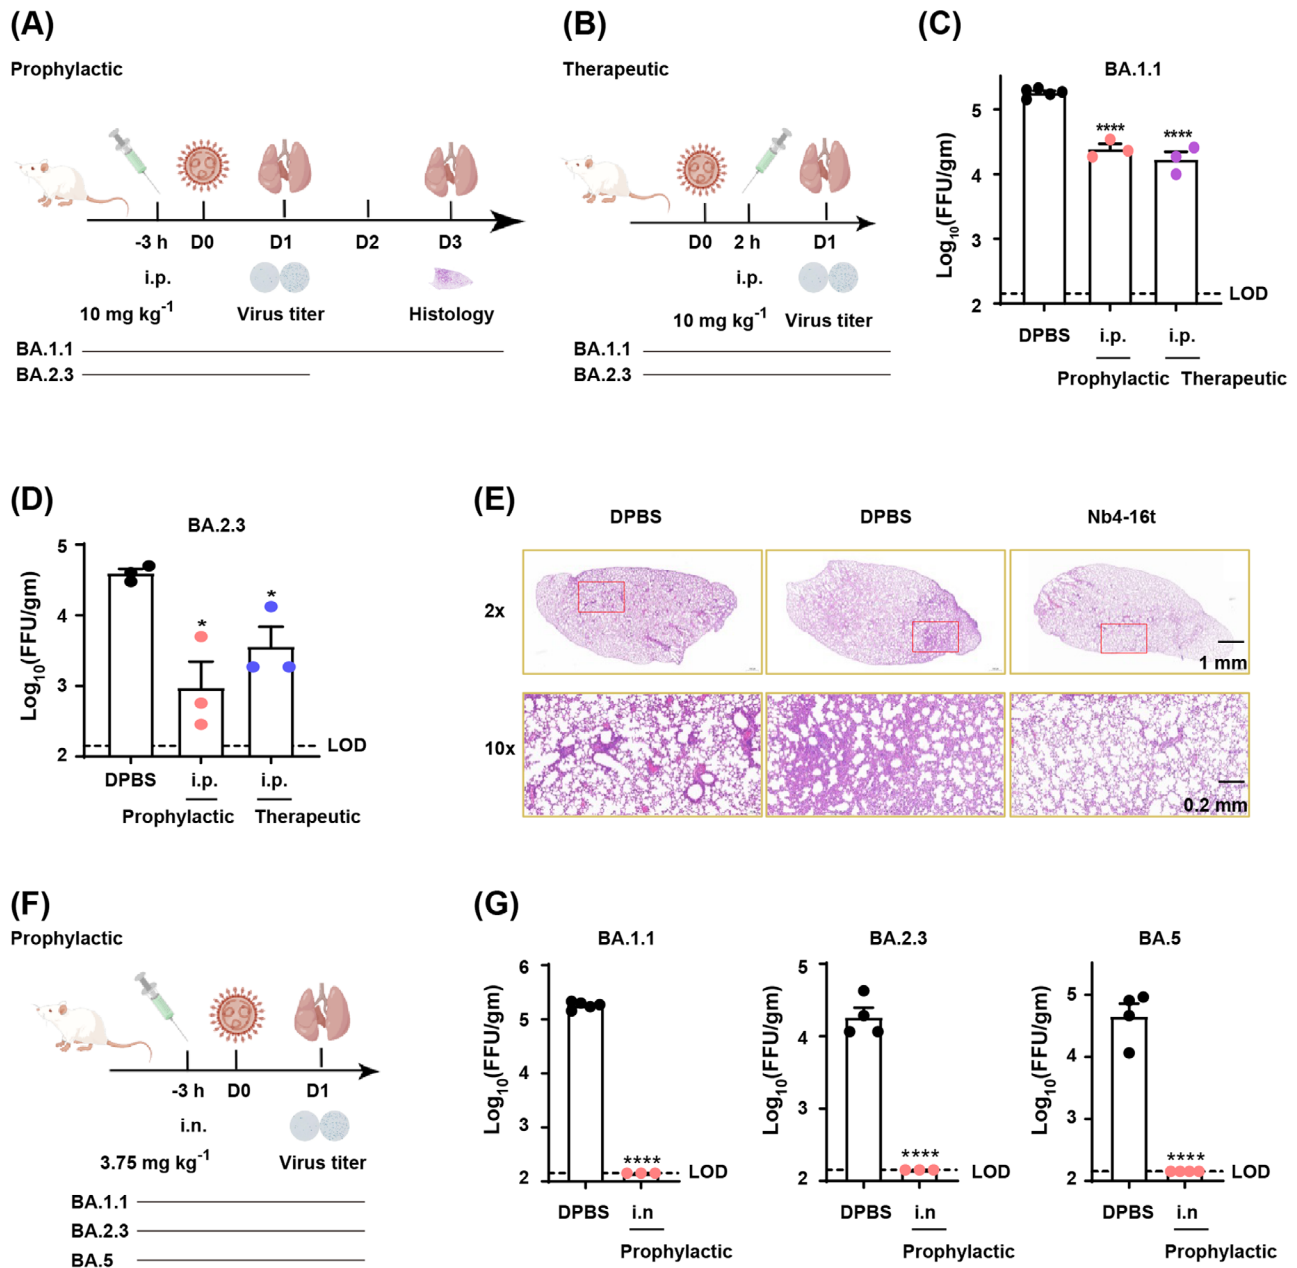 (A)
Prophylactic
-3 h D0 D1 D2 D3
i.p.
10 mg kg-1 Virus titer Histology
BA.1.1
BA.2.3
(B)
Therapeutic
D0 2 h D1
i.p.
10 mg kg-1 Virus titer
BA.1.1
BA.2.3
(C)
BA.1.1
Log10(FFU/gm)
5
4
3
2
**** ****
LOD
DPBS i.p. i.p.
Prophylactic Therapeutic
(D)
BA.2.3
Log10(FFU/gm)
5
4
3
2
* *
LOD
DPBS i.p. i.p.
Prophylactic Therapeutic
(E)
DPBS DPBS Nb4-16t
2x
1 mm
10x
0.2 mm
(F)
Prophylactic
-3 h D0 D1
i.n.
3.75 mg kg-1 Virus titer
BA.1.1
BA.2.3
BA.5
(G)
BA.1.1
Log10(FFU/gm)
6
5
4
3
2
****
LOD
DPBS i.n
Prophylactic
BA.2.3
Log10(FFU/gm)
5
4
3
2
****
LOD
DPBS i.n
Prophylactic
BA.5
Log10(FFU/gm)
5
4
3
2
****
LOD
DPBS i.n
Prophylactic